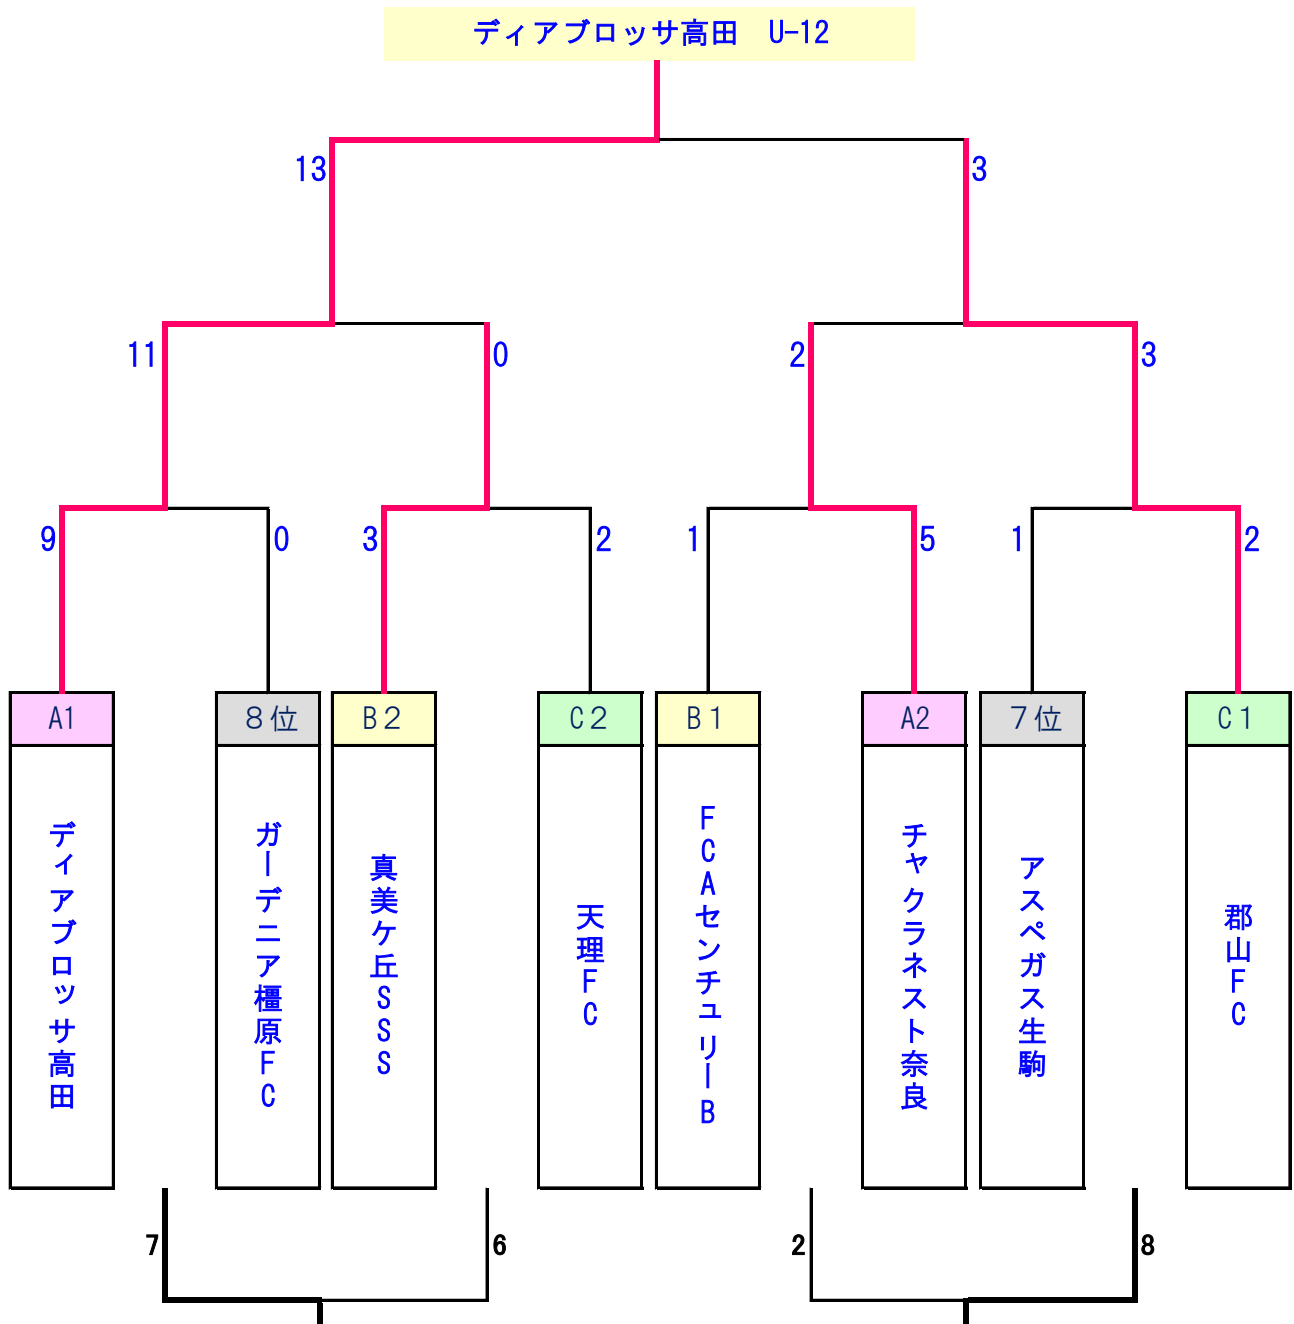 ディアブロッサ高田　U-12
13
3
11
0
2
3
9
0
3
2
1
5
1
2
A1
８位
B２
C２
B１
A2
７位
C１
ディアブロッサ高田
ガーデニア橿原FC
真美ケ丘SSS
天理FC
FCAセンチュリーB
チャクラネスト奈良
アスペガス生駒
郡山FC
7
6
2
8